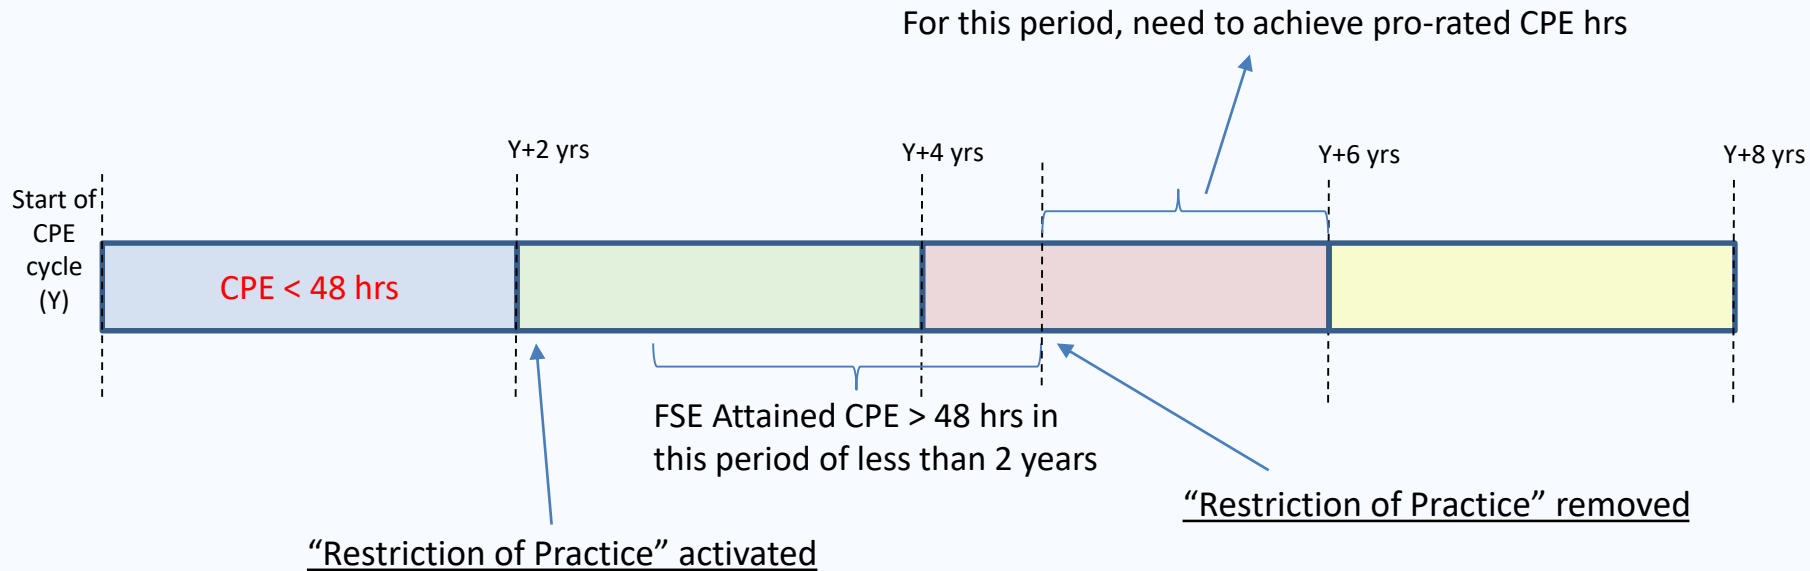 For this period, need to achieve pro-rated CPE hrs
Y+2 yrs
Y+4 yrs
Y+6 yrs
Y+8 yrs
Start of
CPE
cycle
(Y)
CPE < 48 hrs
FSE Attained CPE > 48 hrs in
this period of less than 2 years
“Restriction of Practice” removed
“Restriction of Practice” activated